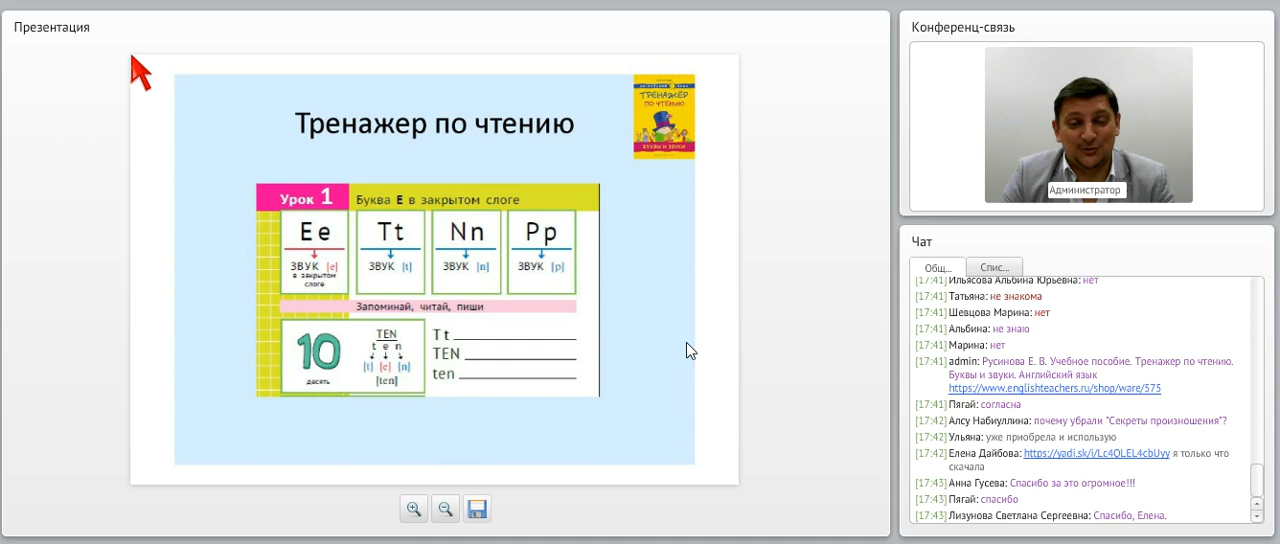 Презентация
Тренажер по чтению
ТРЕНАЖЁР
ПО ЧТЕНИЮ
БУКВЫ И ЗВУКИ
Урок 1
Буква Е в закрытом слоге
Ee
Tt
Nn
Pp
ЗВУК [e]
в закрытом
слоге
ЗВУК [t]
ЗВУК [n]
ЗВУК [p]
Запоминай, читай, пиши
10
десять
TEN
t e n
[t] [e] [n]
[ten]
T t
TEN
ten
Конференц-связь
Администратор
Чат
Общ...
Спис...
[17:41] Ильясова Альбина Юрьевна: нет
[17:41] Татьяна: не знакома
[17:41] Шевцова Марина: нет
[17:41] Альбина: не знаю
[17:41] Марина: нет
[17:41] admin: Русинова Е. В. Учебное пособие. Тренажер по чтению.
Буквы и звуки. Английский язык
https://www.englishteachers.ru/shop/ware/575
[17:41] Пягай: согласна
[17:42] Алсу Набиуллина: почему убрали "Секреты произношения"?
[17:42] Ульяна: уже приобрела и использую
[17:42] Елена Дайбова: https://yadi.sk/i/Lc4OLEL4cbUyy я только что
скачала
[17:43] Анна Гусева: Спасибо за это огромное!!!
[17:43] Пягай: спасибо
[17:43] Лизунова Светлана Сергеевна: Спасибо, Елена.